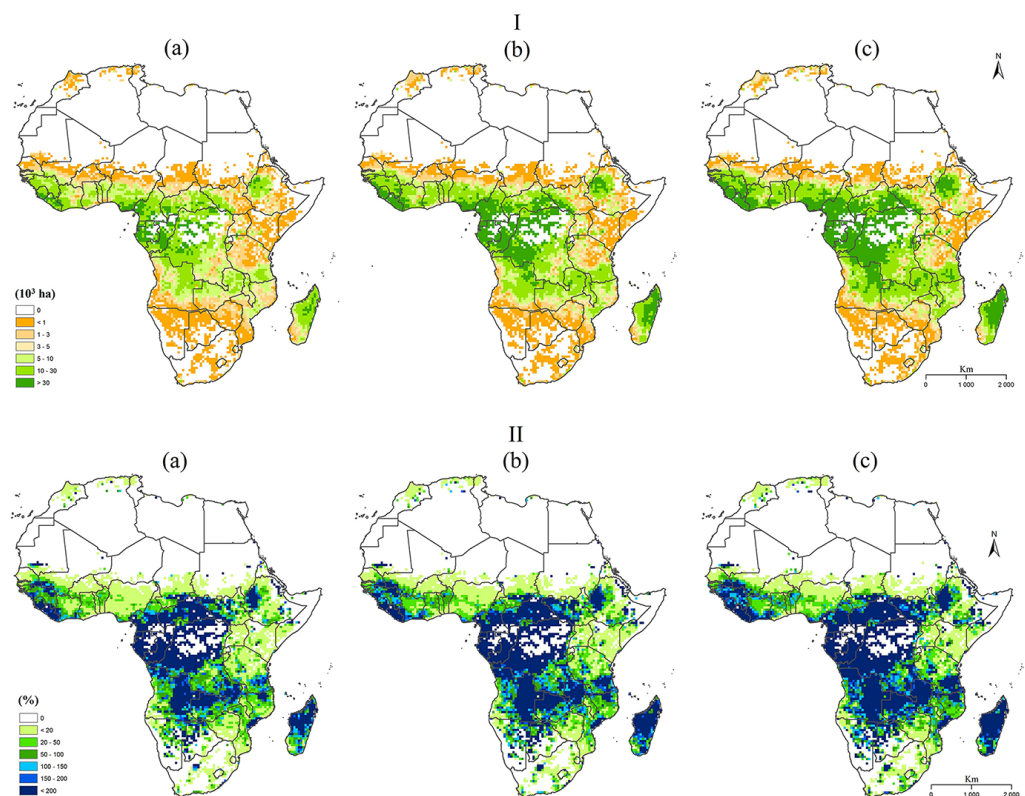 I
(a)
(b)
(c)
N
(10³ ha)
0
< 1
1 - 3
3 - 5
5 - 10
10 - 30
> 30
Km
0 1 000 2 000
II
(a)
(b)
(c)
N
(%)
0
< 20
20 - 50
50 - 100
100 - 150
150 - 200
< 200
Km
0 1 000 2 000